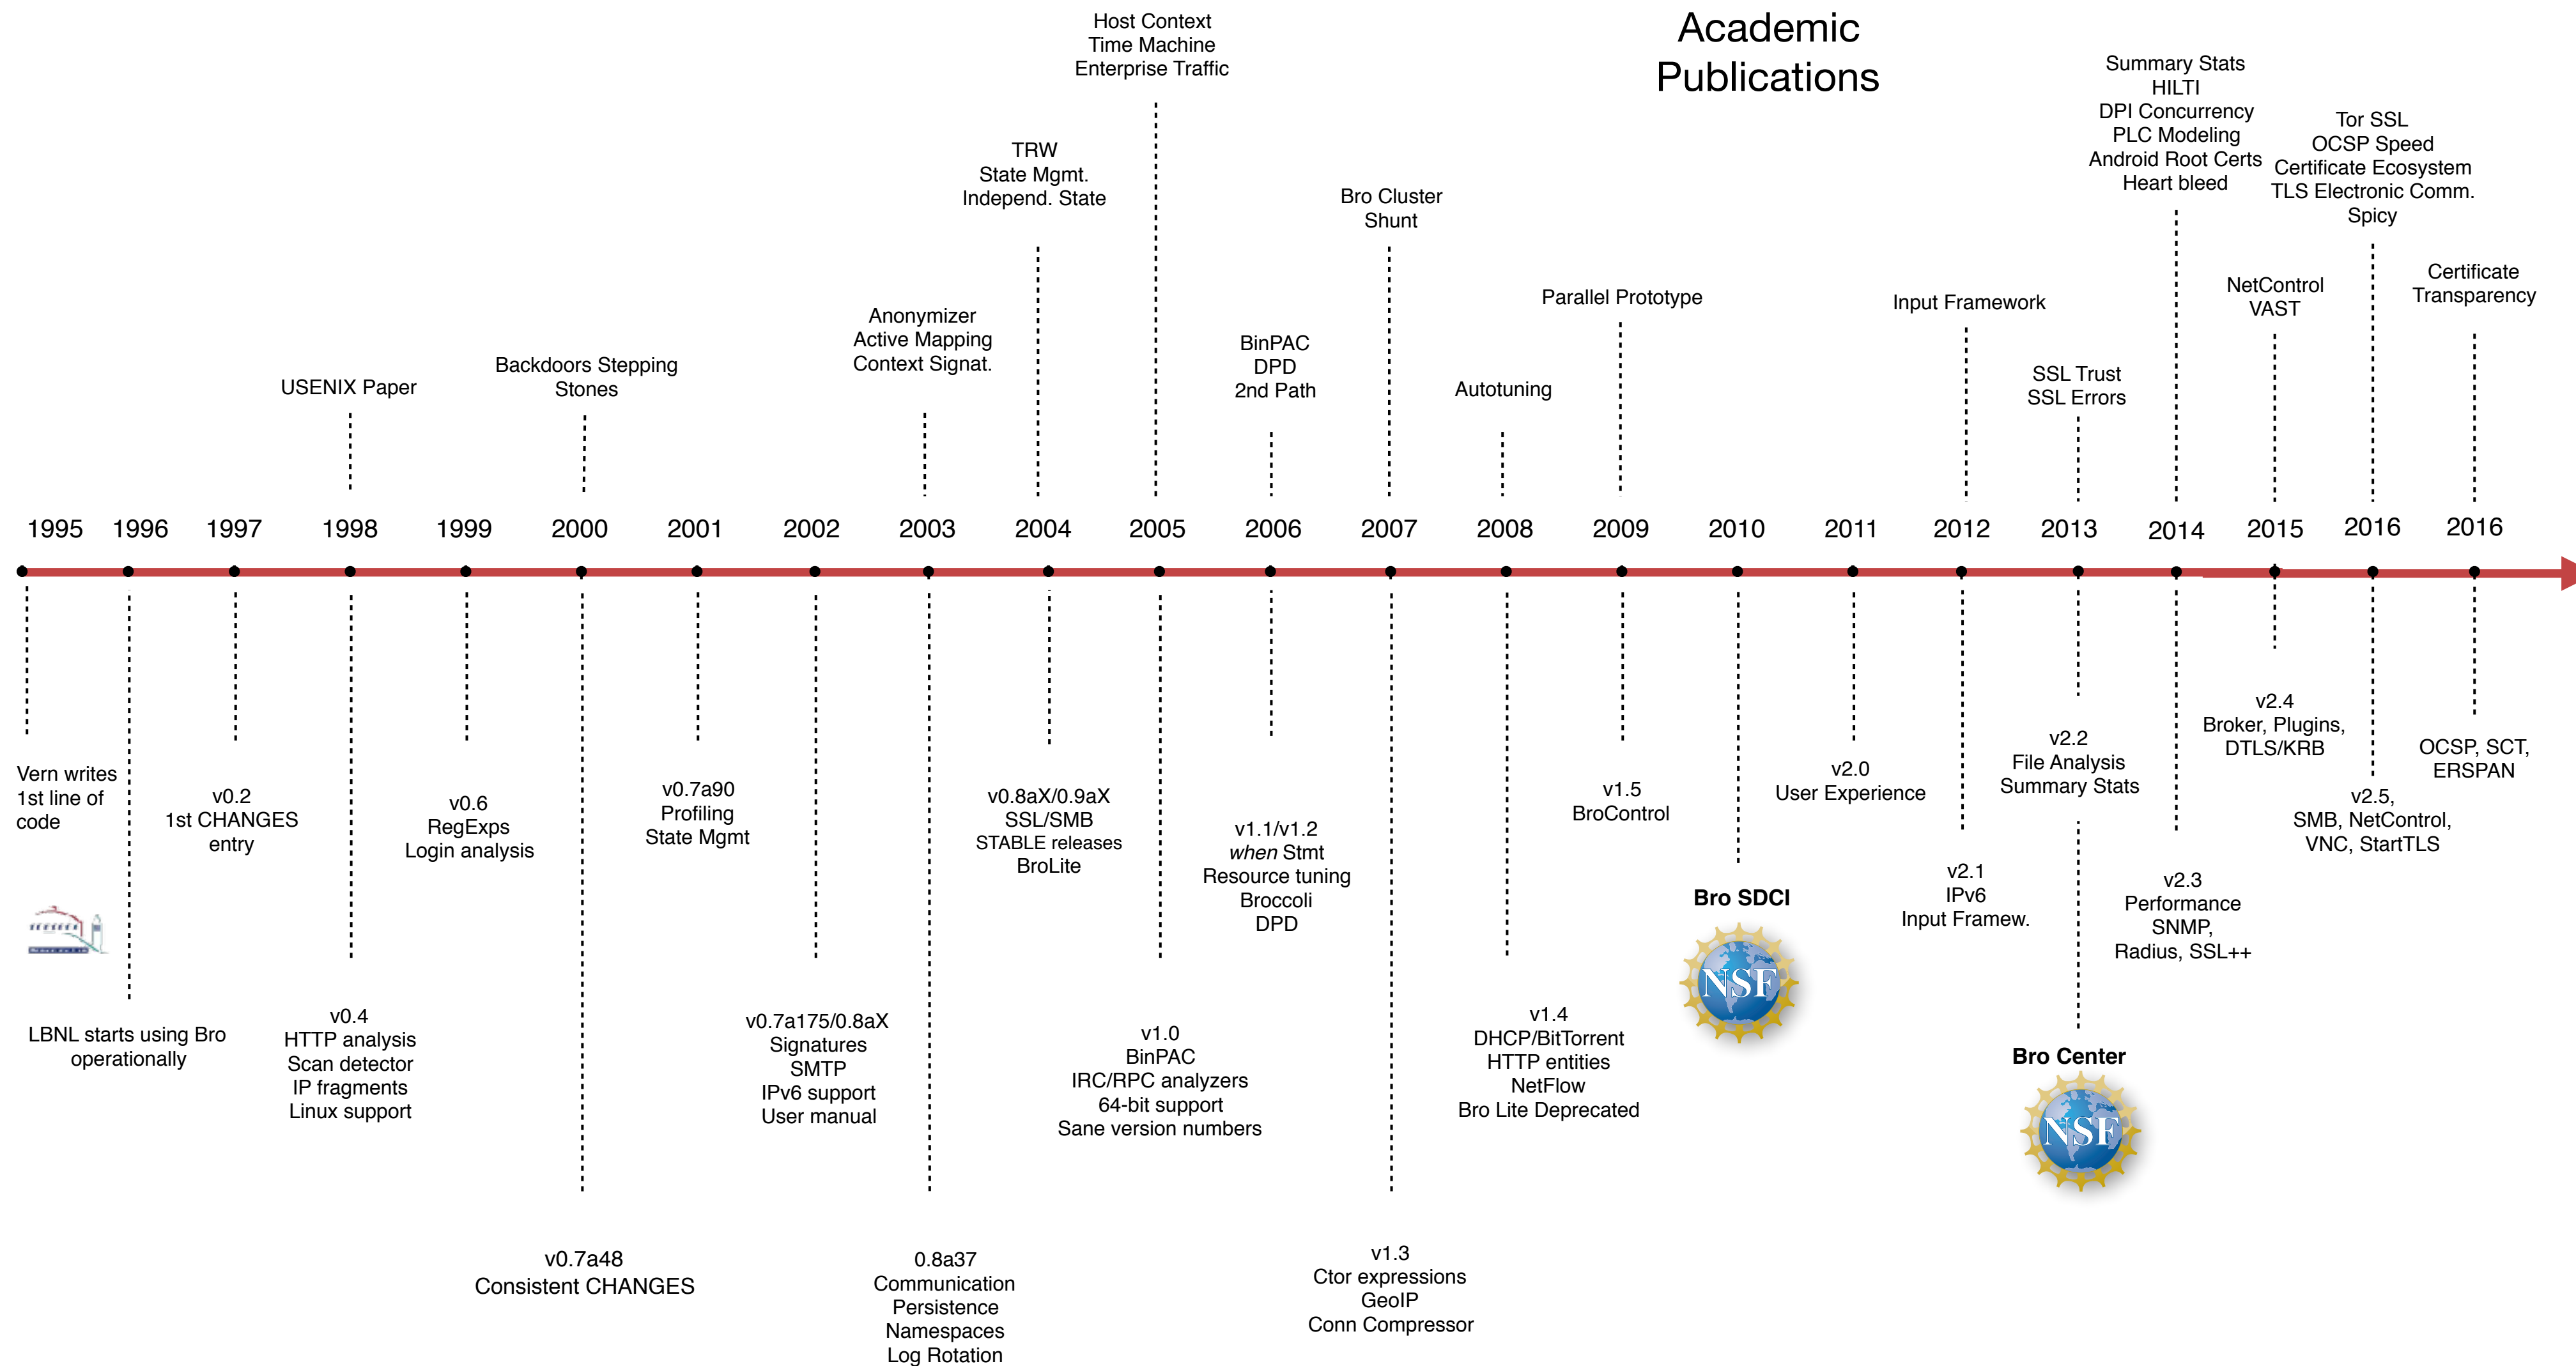 Academic
Publications
Host Context
Time Machine
Enterprise Traffic
Summary Stats
HILTI
DPI Concurrency
PLC Modeling
Android Root Certs
Heart bleed
Tor SSL
OCSP Speed
Certificate Ecosystem
TLS Electronic Comm.
Spicy
TRW
State Mgmt.
Independ. State
Bro Cluster
Shunt
Certificate
Transparency
NetControl
VAST
Parallel Prototype
Input Framework
Anonymizer
Active Mapping
Context Signat.
BinPAC
DPD
2nd Path
Backdoors Stepping
Stones
SSL Trust
SSL Errors
USENIX Paper
Autotuning
1995 1996 1997 1998 1999 2000 2001 2002 2003 2004 2005 2006 2007 2008 2009 2010 2011 2012 2013 2014 2015 2016 2016
Vern writes
1st line of
code
LBNL starts using Bro
operationally
v0.2
1st CHANGES
entry
v0.4
HTTP analysis
Scan detector
IP fragments
Linux support
v0.6
RegExps
Login analysis
v0.7a48
Consistent CHANGES
v0.7a90
Profiling
State Mgmt
v0.7a175/0.8aX
Signatures
SMTP
IPv6 support
User manual
0.8a37
Communication
Persistence
Namespaces
Log Rotation
v0.8aX/0.9aX
SSL/SMB
STABLE releases
BroLite
v1.0
BinPAC
IRC/RPC analyzers
64-bit support
Sane version numbers
v1.1/v1.2
when Stmt
Resource tuning
Broccoli
DPD
v1.3
Ctor expressions
GeoIP
Conn Compressor
v1.4
DHCP/BitTorrent
HTTP entities
NetFlow
Bro Lite Deprecated
v1.5
BroControl
Bro SDCI
NSF
v2.0
User Experience
v2.1
IPv6
Input Framew.
v2.2
File Analysis
Summary Stats
Bro Center
NSF
v2.3
Performance
SNMP,
Radius, SSL++
v2.4
Broker, Plugins,
DTLS/KRB
v2.5,
SMB, NetControl,
VNC, StartTLS
OCSP, SCT,
ERSPAN